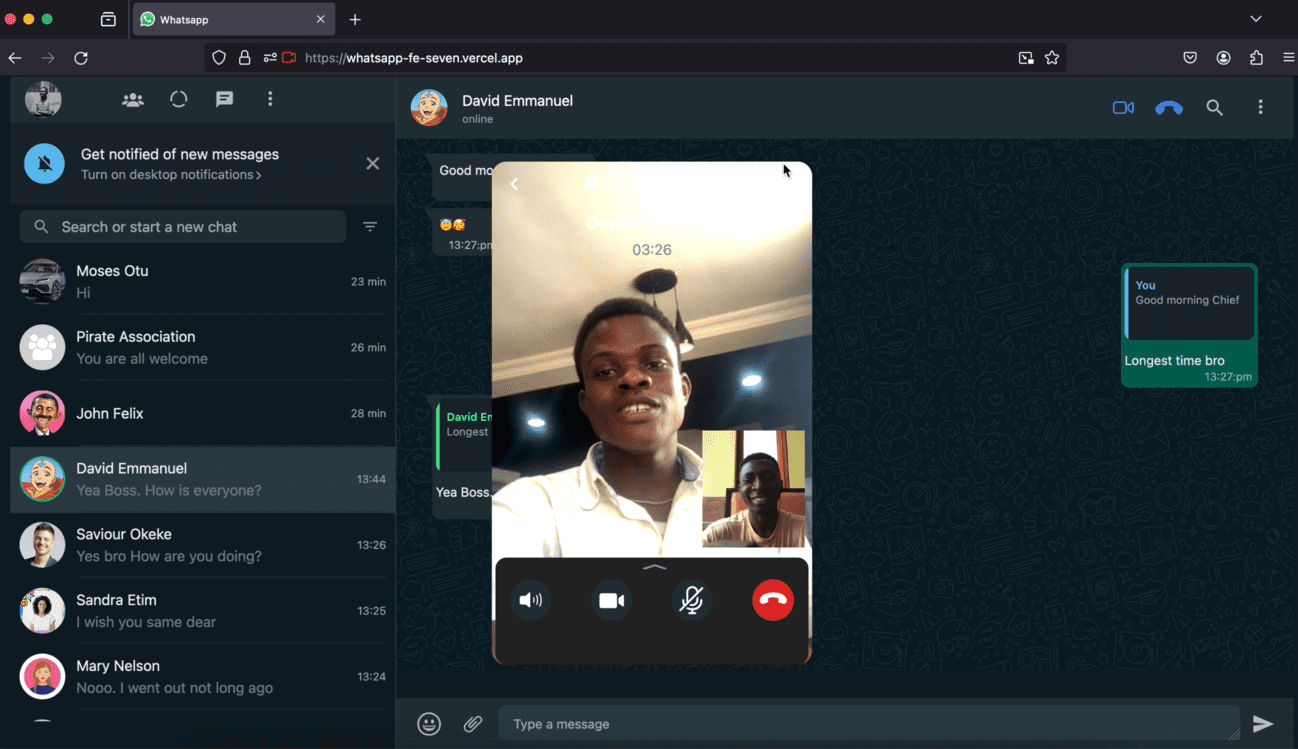 Whatsapp
https://whatsapp-fe-seven.vercel.app
Get notified of new messages
Turn on desktop notifications
Search or start a new chat
Moses Otu
Hi
23 min
Pirate Association
You are all welcome
26 min
John Felix
28 min
David Emmanuel
Yea Boss. How is everyone?
13:44
Saviour Okeke
Yes bro How are you doing?
13:26
Sandra Etim
I wish you same dear
13:25
Mary Nelson
Nooo. I went out not long ago
13:24
David Emmanuel
online
Good mo
13:27:pm
03:26
You
Good morning Chief
Longest time bro
13:27:pm
David En
Longest
Yea Boss.
Type a message